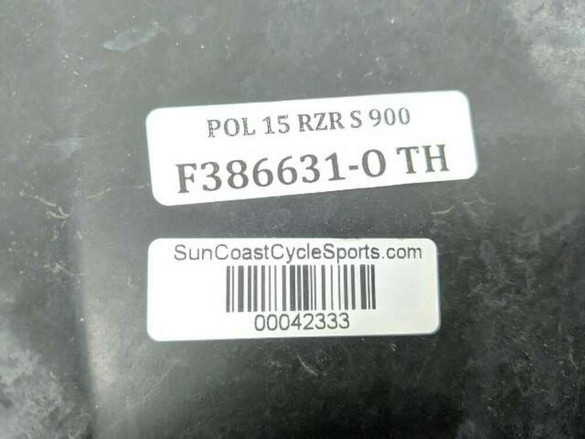 POL 15 RZR S 900
F386631-O TH
SunCoastCycleSports.com
00042333